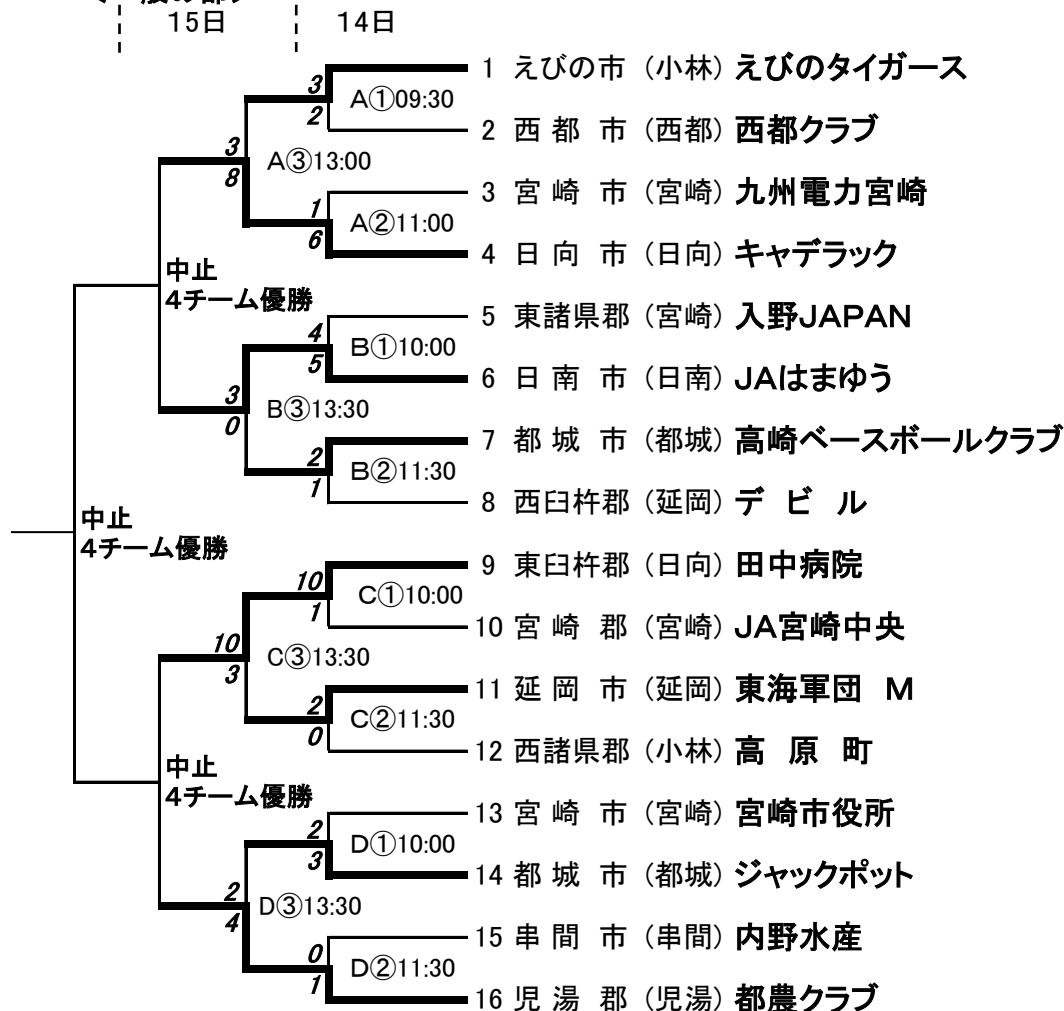 15日 14日
3 1 えびの市 (小林) えびのタイガース
A①09:30
2 2 西都市 (西都) 西都クラブ
3 A③13:00
8
1 3 宮崎市 (宮崎) 九州電力宮崎
A②11:00
6 4 日向市 (日向) キャデラック
中止
4チーム優勝
4 5 東諸県郡 (宮崎) 入野JAPAN
B①10:00
5 6 日南市 (日南) JAはまゆう
3 B③13:30
0
2 7 都城市 (都城) 高崎ベースボールクラブ
B②11:30
1 8 西臼杵郡 (延岡) デビル
中止
4チーム優勝
10 9 東臼杵郡 (日向) 田中病院
C①10:00
1 10 宮崎郡 (宮崎) JA宮崎中央
10 C③13:30
3
2 11 延岡市 (延岡) 東海軍団 M
C②11:30
0 12 西諸県郡 (小林) 高原町
中止
4チーム優勝
2 13 宮崎市 (宮崎) 宮崎市役所
D①10:00
3 14 都城市 (都城) ジャックポット
2 D③13:30
4
0 15 串間市 (串間) 内野水産
D②11:30
1 16 児湯郡 (児湯) 都農クラブ